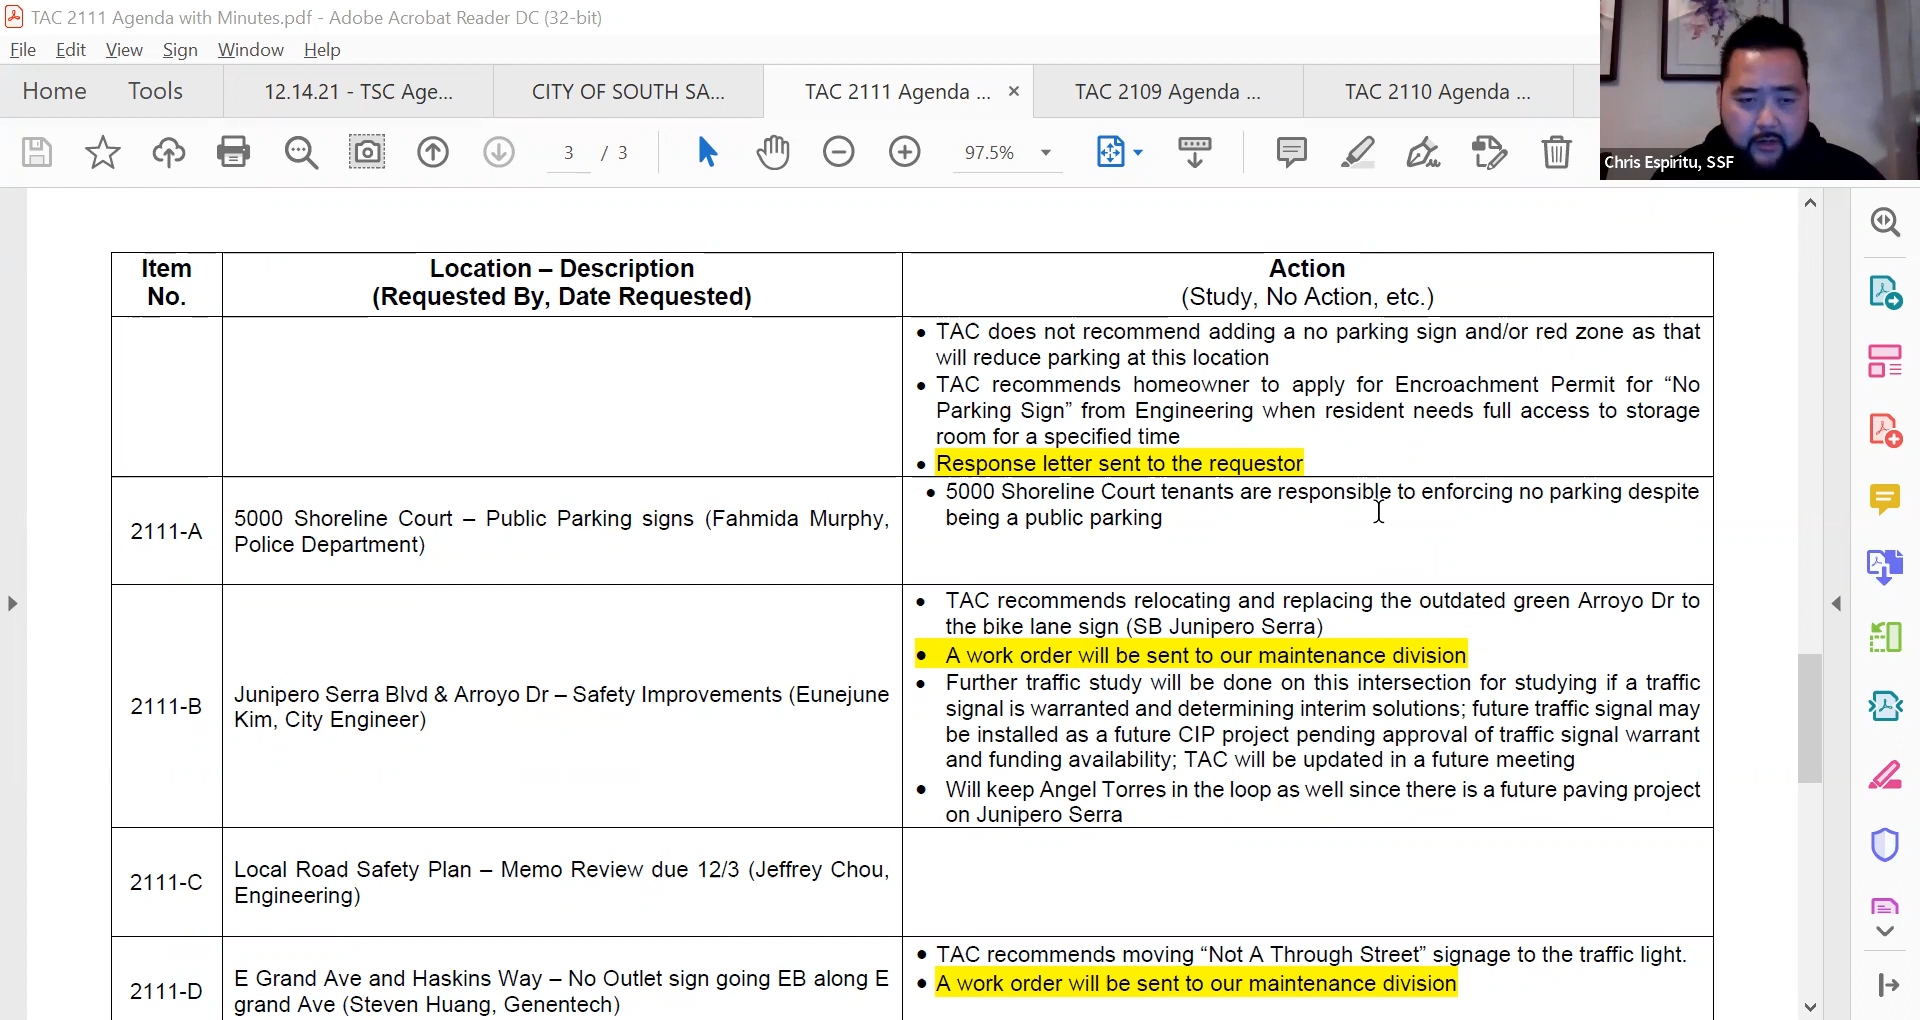 TAC 2111 Agenda with Minutes.pdf - Adobe Acrobat Reader DC (32-bit)
File Edit View Sign Window Help
Home Tools 12.14.21 - TSC Age... CITY OF SOUTH SA... TAC 2111 Agenda ... × TAC 2109 Agenda ... TAC 2110 Agenda ...
3 / 3 97.5%
Chris Espiritu, SSF
Item
No.
Location – Description
(Requested By, Date Requested)
Action
(Study, No Action, etc.)
• TAC does not recommend adding a no parking sign and/or red zone as that
will reduce parking at this location
• TAC recommends homeowner to apply for Encroachment Permit for “No
Parking Sign” from Engineering when resident needs full access to storage
room for a specified time
• Response letter sent to the requestor
2111-A
5000 Shoreline Court – Public Parking signs (Fahmida Murphy,
Police Department)
• 5000 Shoreline Court tenants are responsible to enforcing no parking despite
being a public parking
2111-B
Junipero Serra Blvd & Arroyo Dr – Safety Improvements (Eunejune
Kim, City Engineer)
• TAC recommends relocating and replacing the outdated green Arroyo Dr to
the bike lane sign (SB Junipero Serra)
• A work order will be sent to our maintenance division
• Further traffic study will be done on this intersection for studying if a traffic
signal is warranted and determining interim solutions; future traffic signal may
be installed as a future CIP project pending approval of traffic signal warrant
and funding availability; TAC will be updated in a future meeting
• Will keep Angel Torres in the loop as well since there is a future paving project
on Junipero Serra
2111-C
Local Road Safety Plan – Memo Review due 12/3 (Jeffrey Chou,
Engineering)
2111-D
E Grand Ave and Haskins Way – No Outlet sign going EB along E
grand Ave (Steven Huang, Genentech)
• TAC recommends moving “Not A Through Street” signage to the traffic light.
• A work order will be sent to our maintenance division